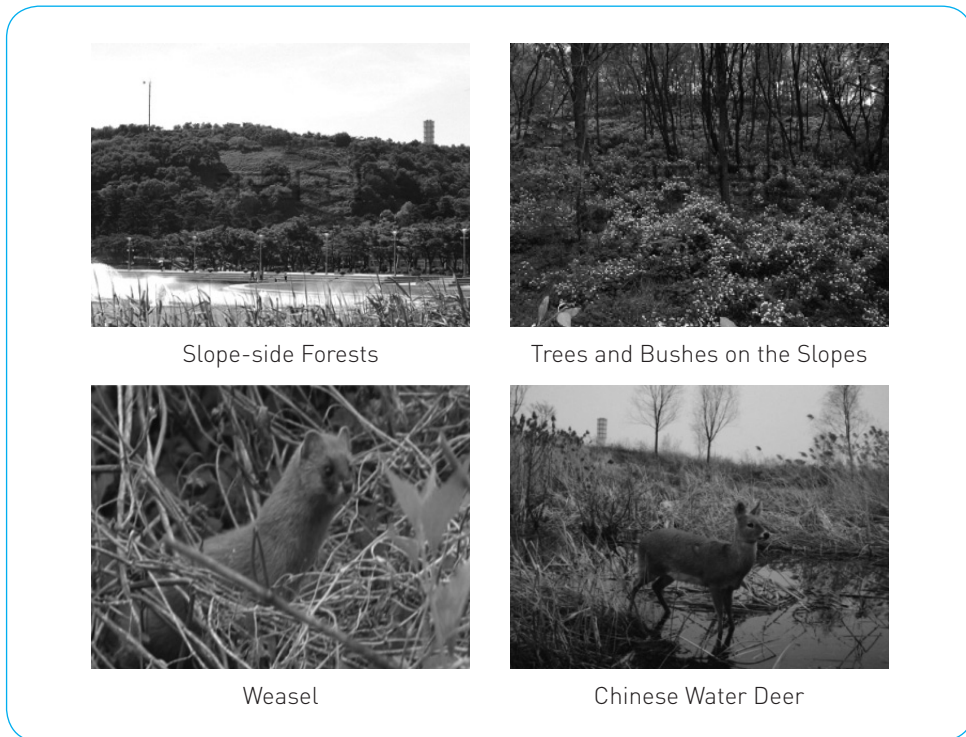 Slope-side Forests
Trees and Bushes on the Slopes
Weasel
Chinese Water Deer